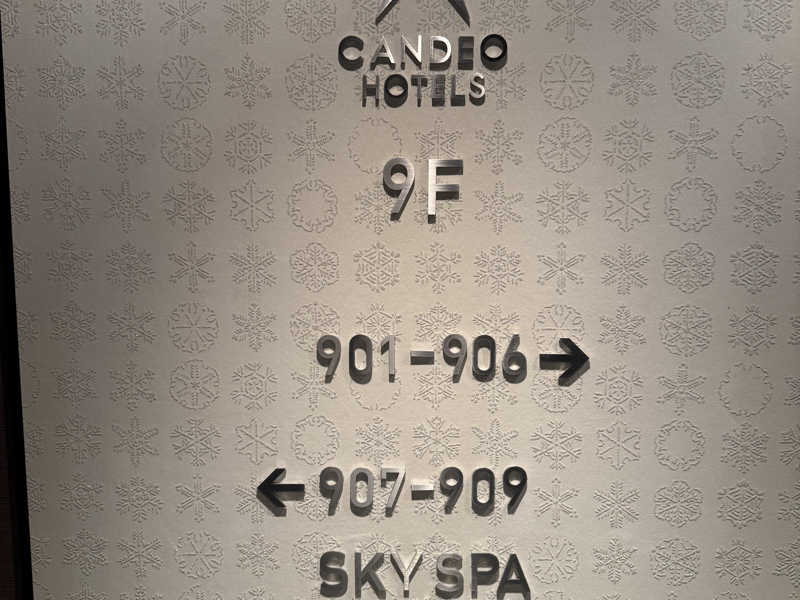 CANDEO
HOTELS
9F
901-906→
←907-909
SKY SPA